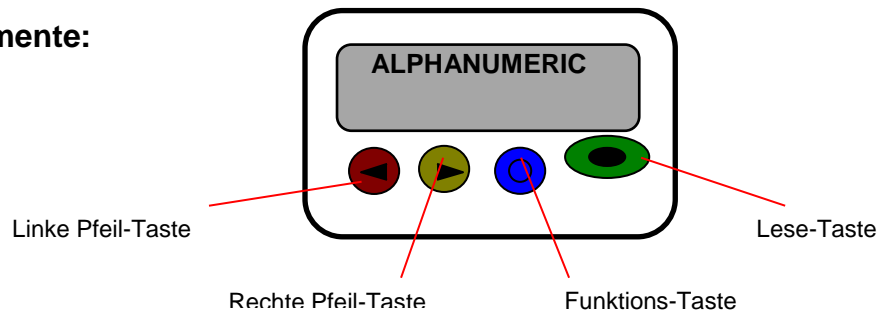 mente:
ALPHANUMERIC
Linke Pfeil-Taste
Lese-Taste
Rechte Pfeil-Taste
Funktions-Taste